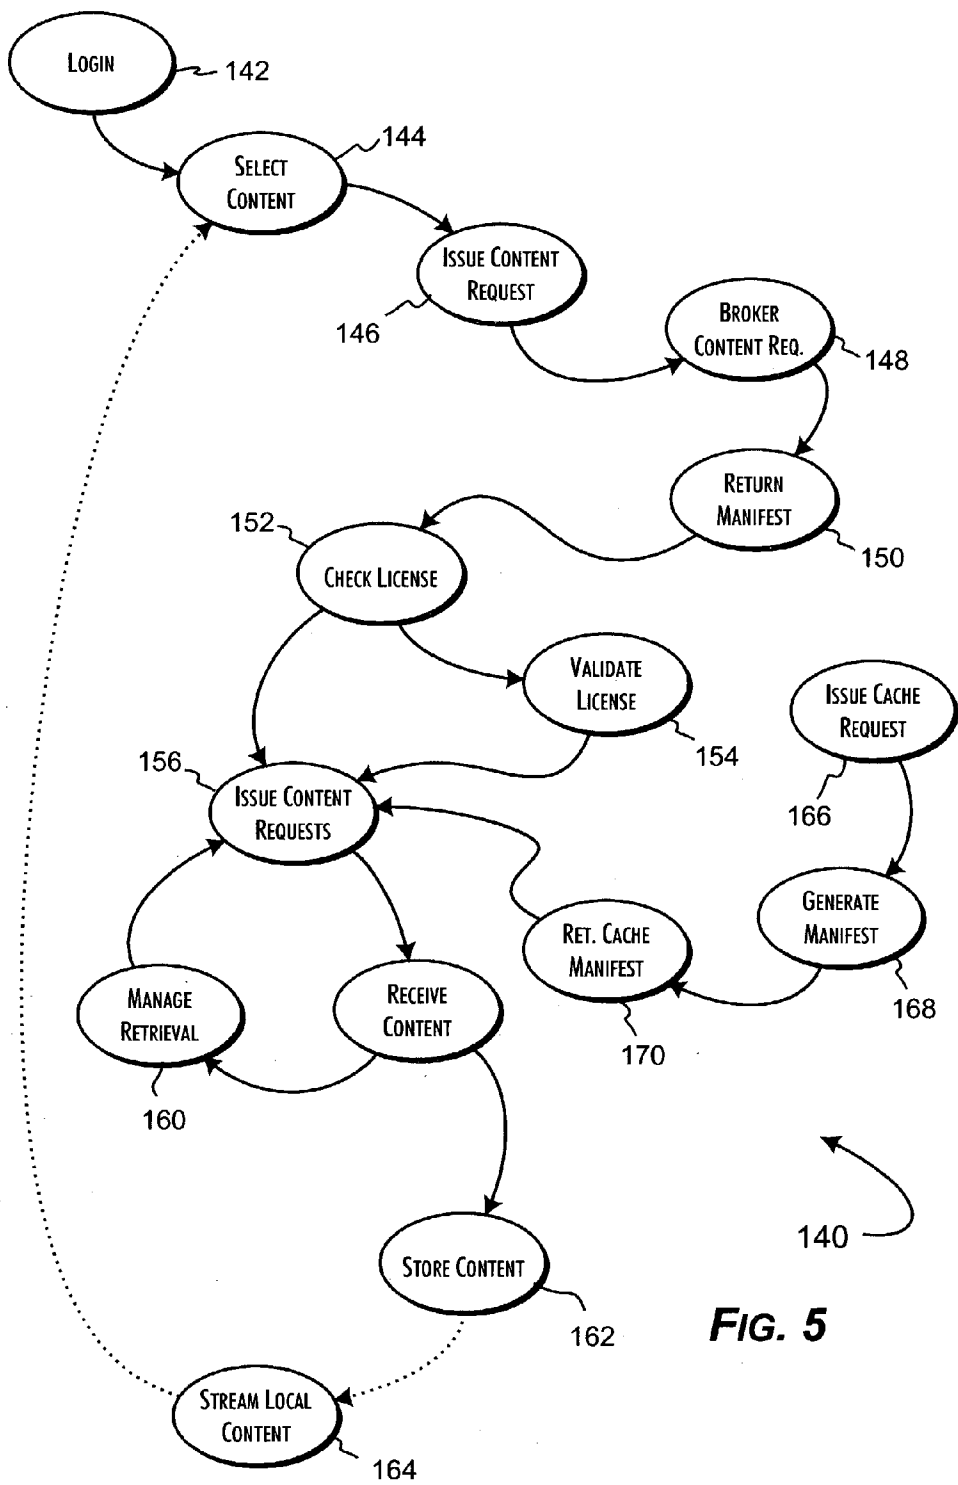 LOGIN
142
SELECT
CONTENT
144
ISSUE CONTENT
REQUEST
146
BROKER
CONTENT REQ.
148
RETURN
MANIFEST
150
152
CHECK LICENSE
VALIDATE
LICENSE
154
ISSUE CACHE
REQUEST
166
156
ISSUE CONTENT
REQUESTS
GENERATE
MANIFEST
168
RET. CACHE
MANIFEST
170
MANAGE
RETRIEVAL
160
RECEIVE
CONTENT
140
STORE CONTENT
162
FIG. 5
STREAM LOCAL
CONTENT
164